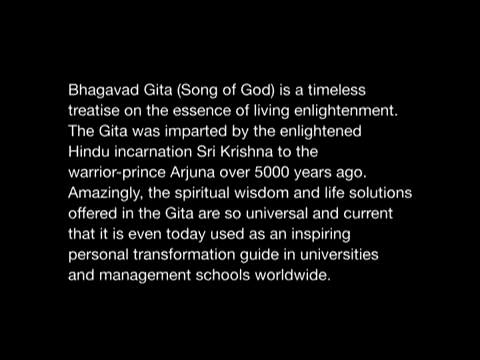 Bhagavad Gita (Song of God) is a timeless
treatise on the essence of living enlightenment.
The Gita was imparted by the enlightened
Hindu incarnation Sri Krishna to the
warrior-prince Arjuna over 5000 years ago.
Amazingly, the spiritual wisdom and life solutions
offered in the Gita are so universal and current
that it is even today used as an inspiring
personal transformation guide in universities
and management schools worldwide.